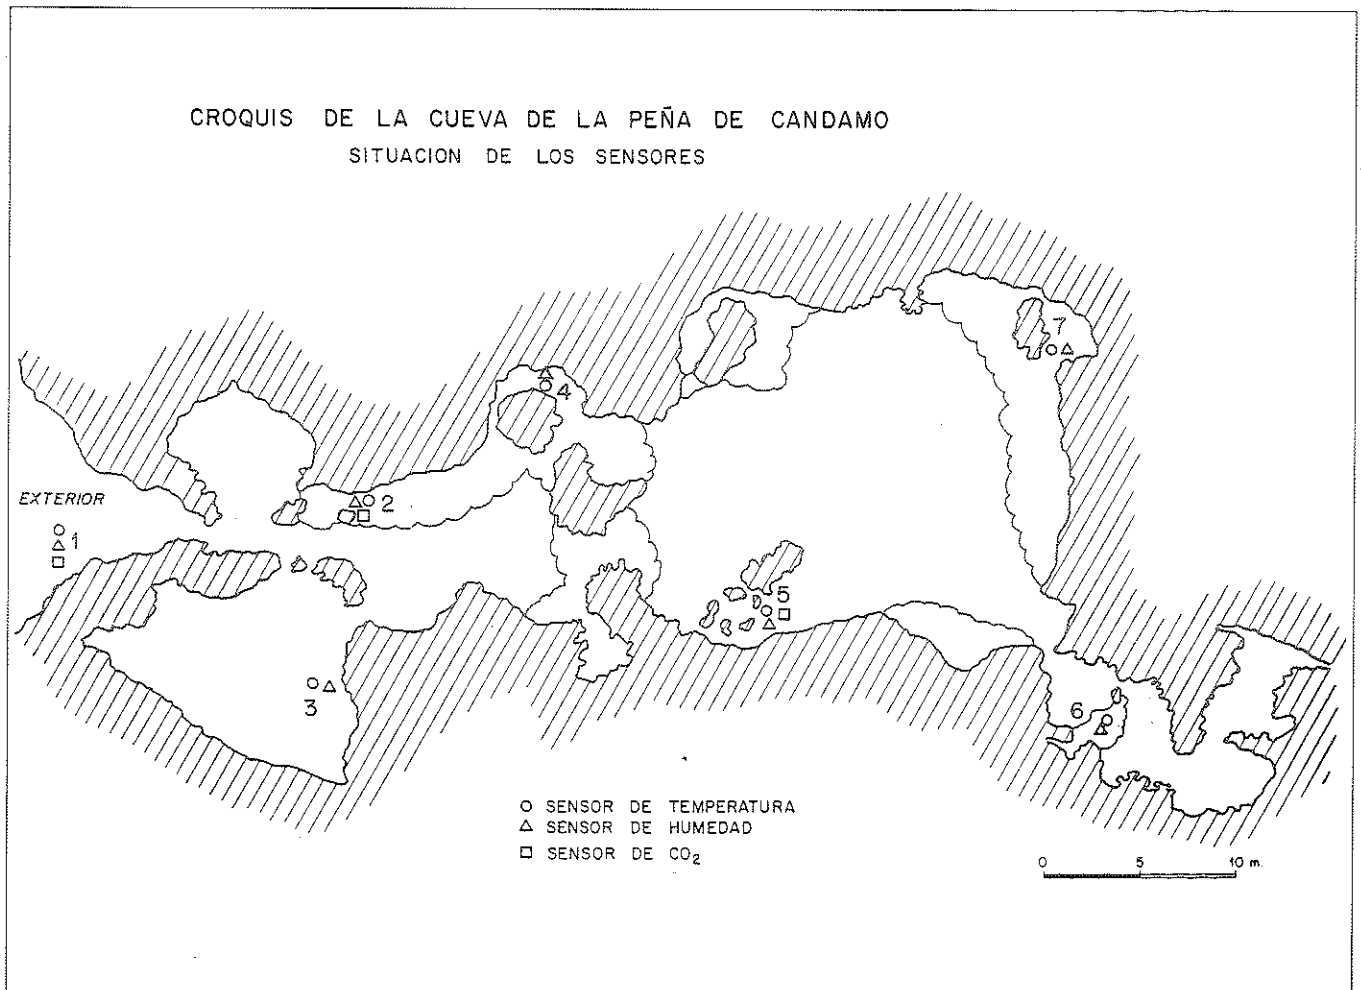 CROQUIS DE LA CUEVA DE LA PEÑA DE CANDAMO
SITUACION DE LOS SENSORES
7
4
2
EXTERIOR
1
5
3
6
SENSOR DE TEMPERATURA
SENSOR DE HUMEDAD
SENSOR DE CO₂
0 5 10 m.